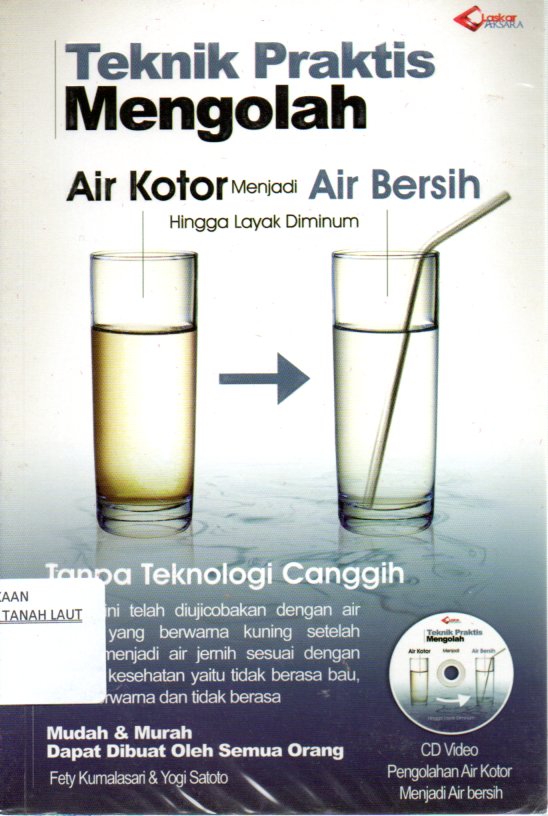 Laskar
AKSARA
Teknik Praktis
Mengolah
Air Kotor Menjadi Air Bersih
Hingga Layak Diminum
Tanpa Teknologi Canggih
KAAN
TANAH LAUT
ini telah diujicobakan dengan air
yang berwarna kuning setelah
menjadi air jernih sesuai dengan
kesehatan yaitu tidak berasa bau,
dan tidak berasa
Mudah & Murah
Dapat Dibuat Oleh Semua Orang
Fety Kumalasari & Yogi Satoto
Teknik Praktis
Mengolah
Air Kotor Menjadi Air Bersih
Hingga Layak Diminum
CD Video
Pengolahan Air Kotor
Menjadi Air bersih